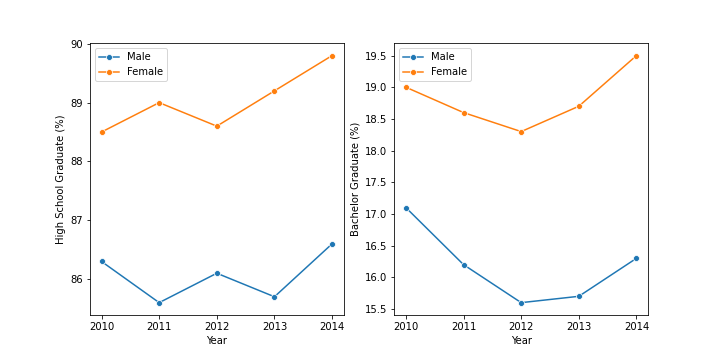 Male
Female
90
89
88
87
86
High School Graduate (%)
2010 2011 2012 2013 2014
Year
Male
Female
19.5
19.0
18.5
18.0
17.5
17.0
16.5
16.0
15.5
Bachelor Graduate (%)
2010 2011 2012 2013 2014
Year